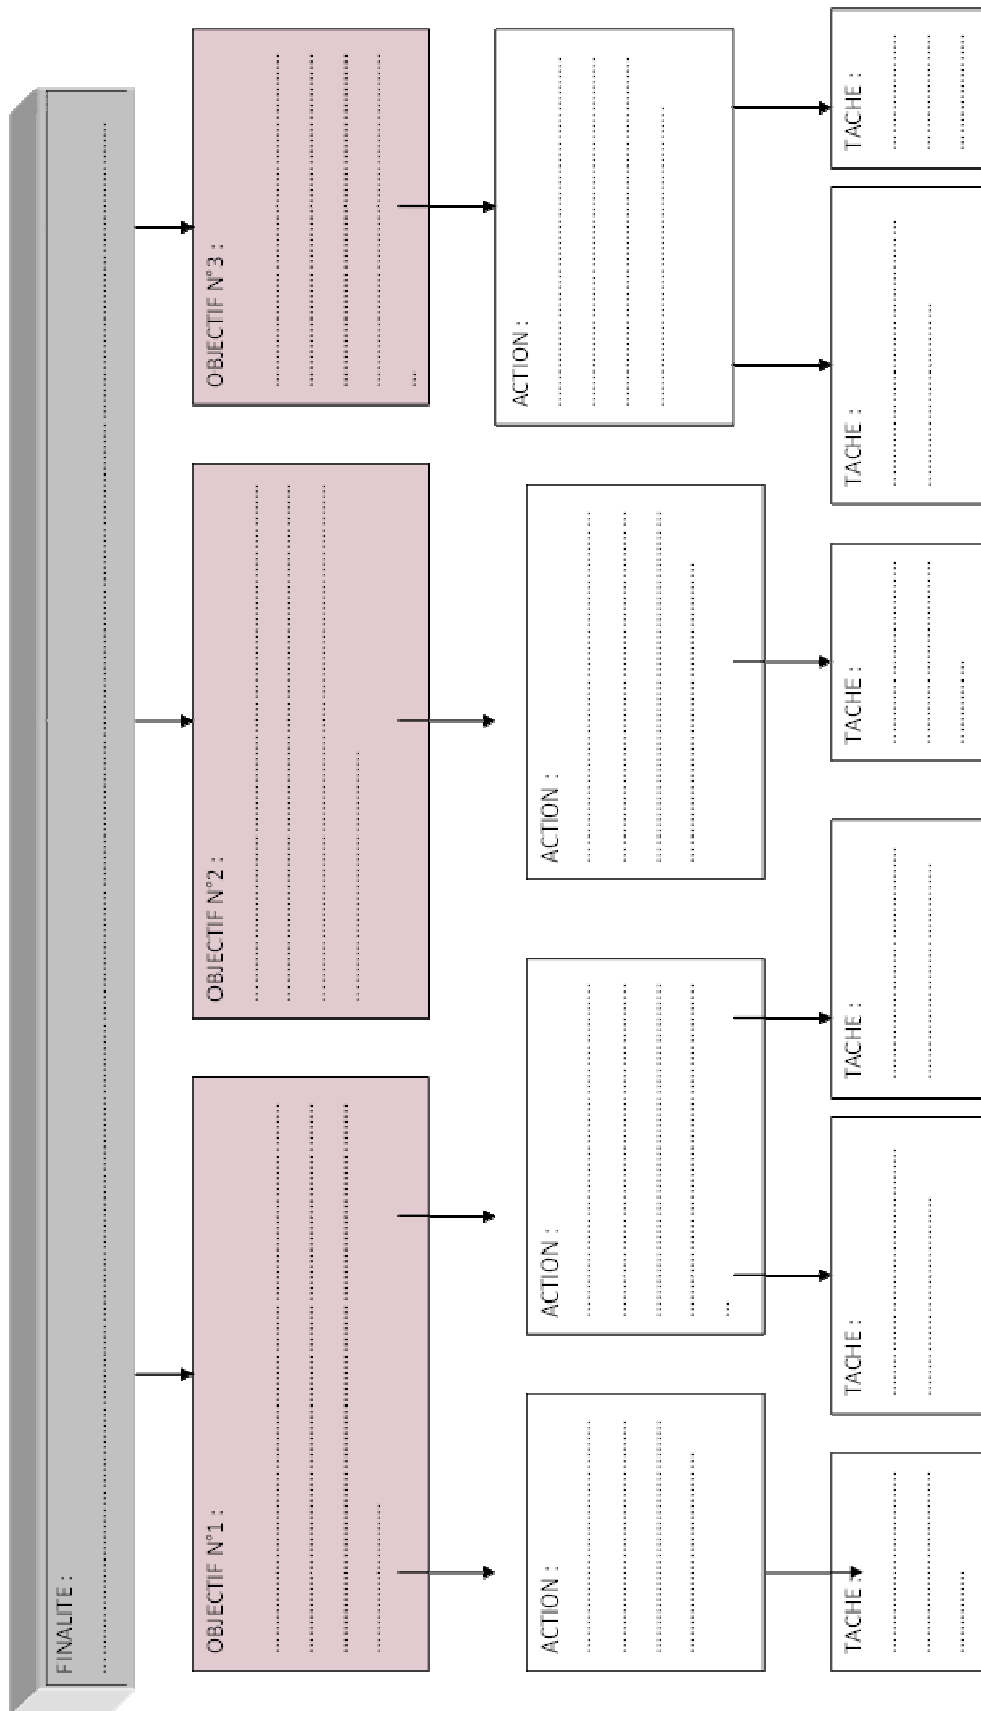 FINALITE :
OBJECTIF N°1 :
OBJECTIF N°2 :
OBJECTIF N°3 :
ACTION :
ACTION :
ACTION :
ACTION :
TACHE :
TACHE :
TACHE :
TACHE :
TACHE :
TACHE :